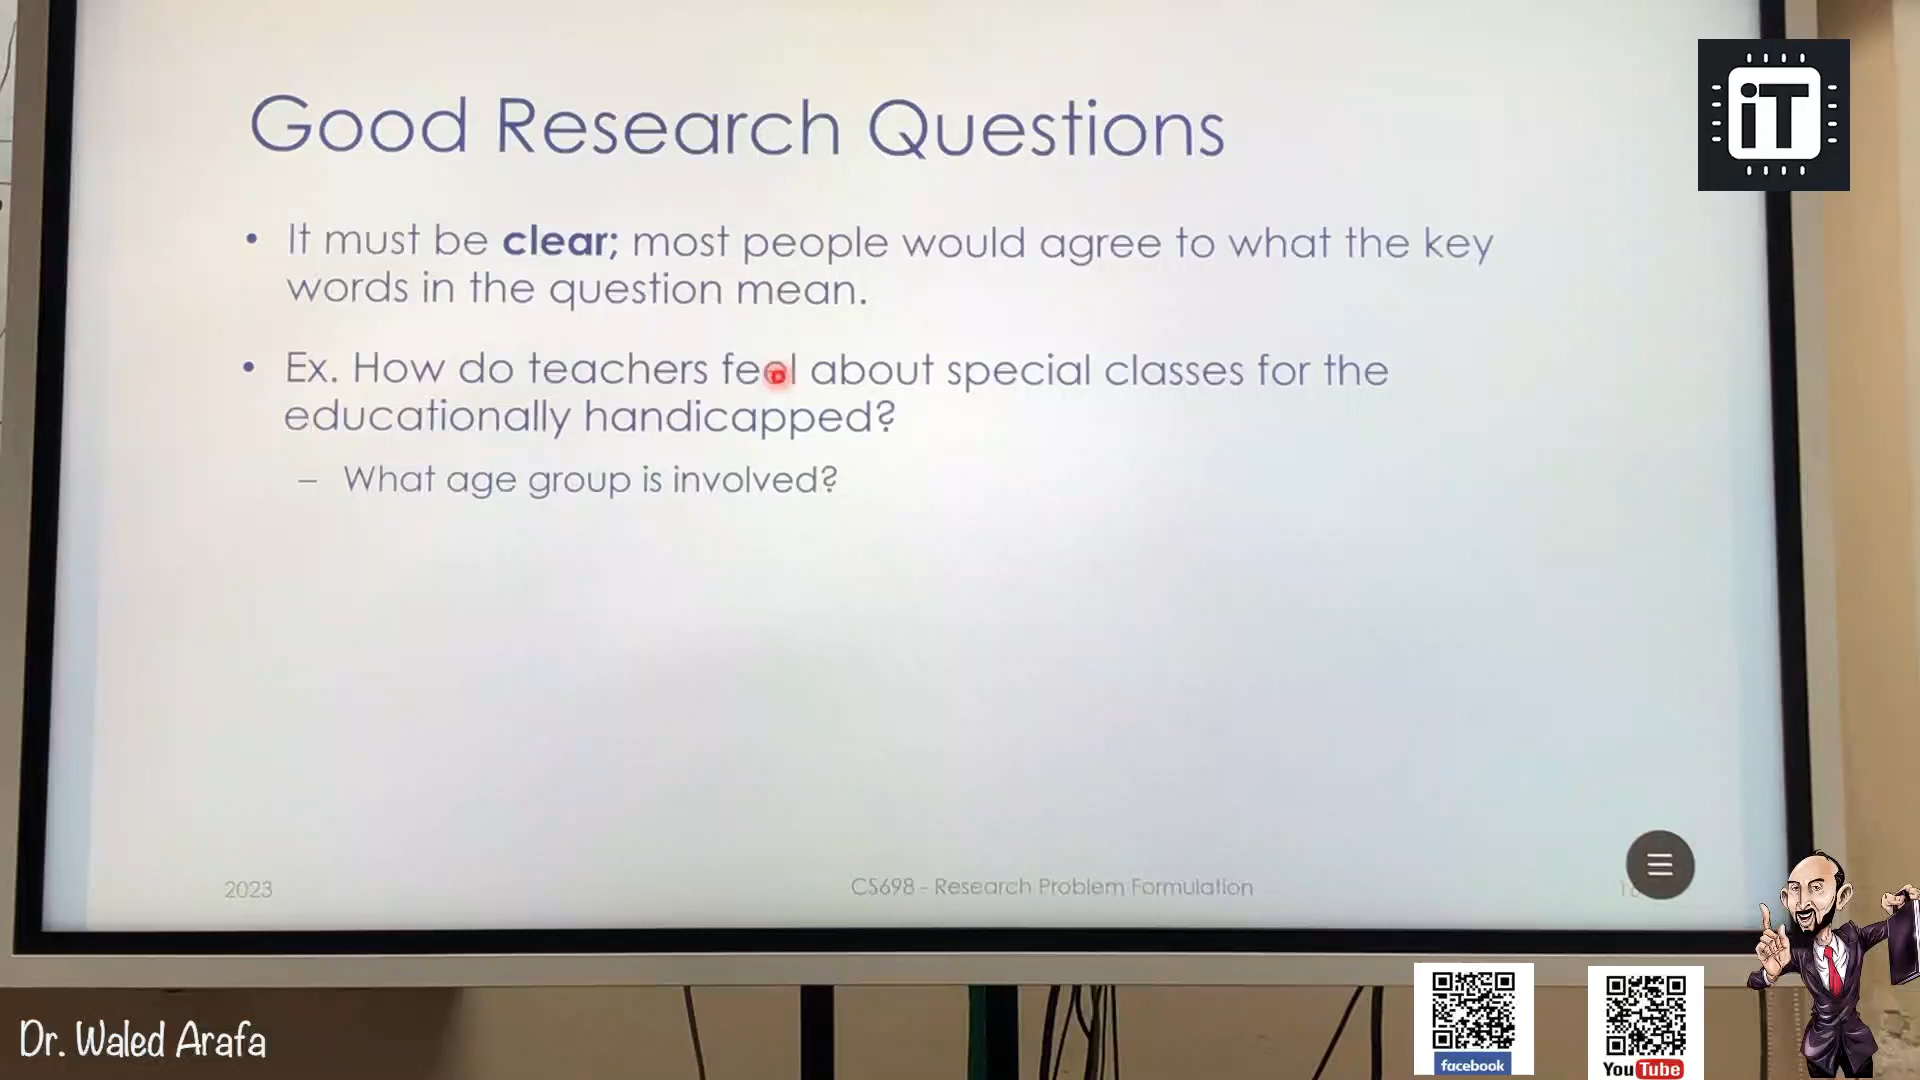 Good Research Questions
iT
• It must be clear; most people would agree to what the key
words in the question mean.
• Ex. How do teachers feel about special classes for the
educationally handicapped?
– What age group is involved?
2023
CS698 - Research Problem Formulation
Dr. Waled Arafa
facebook
YouTube